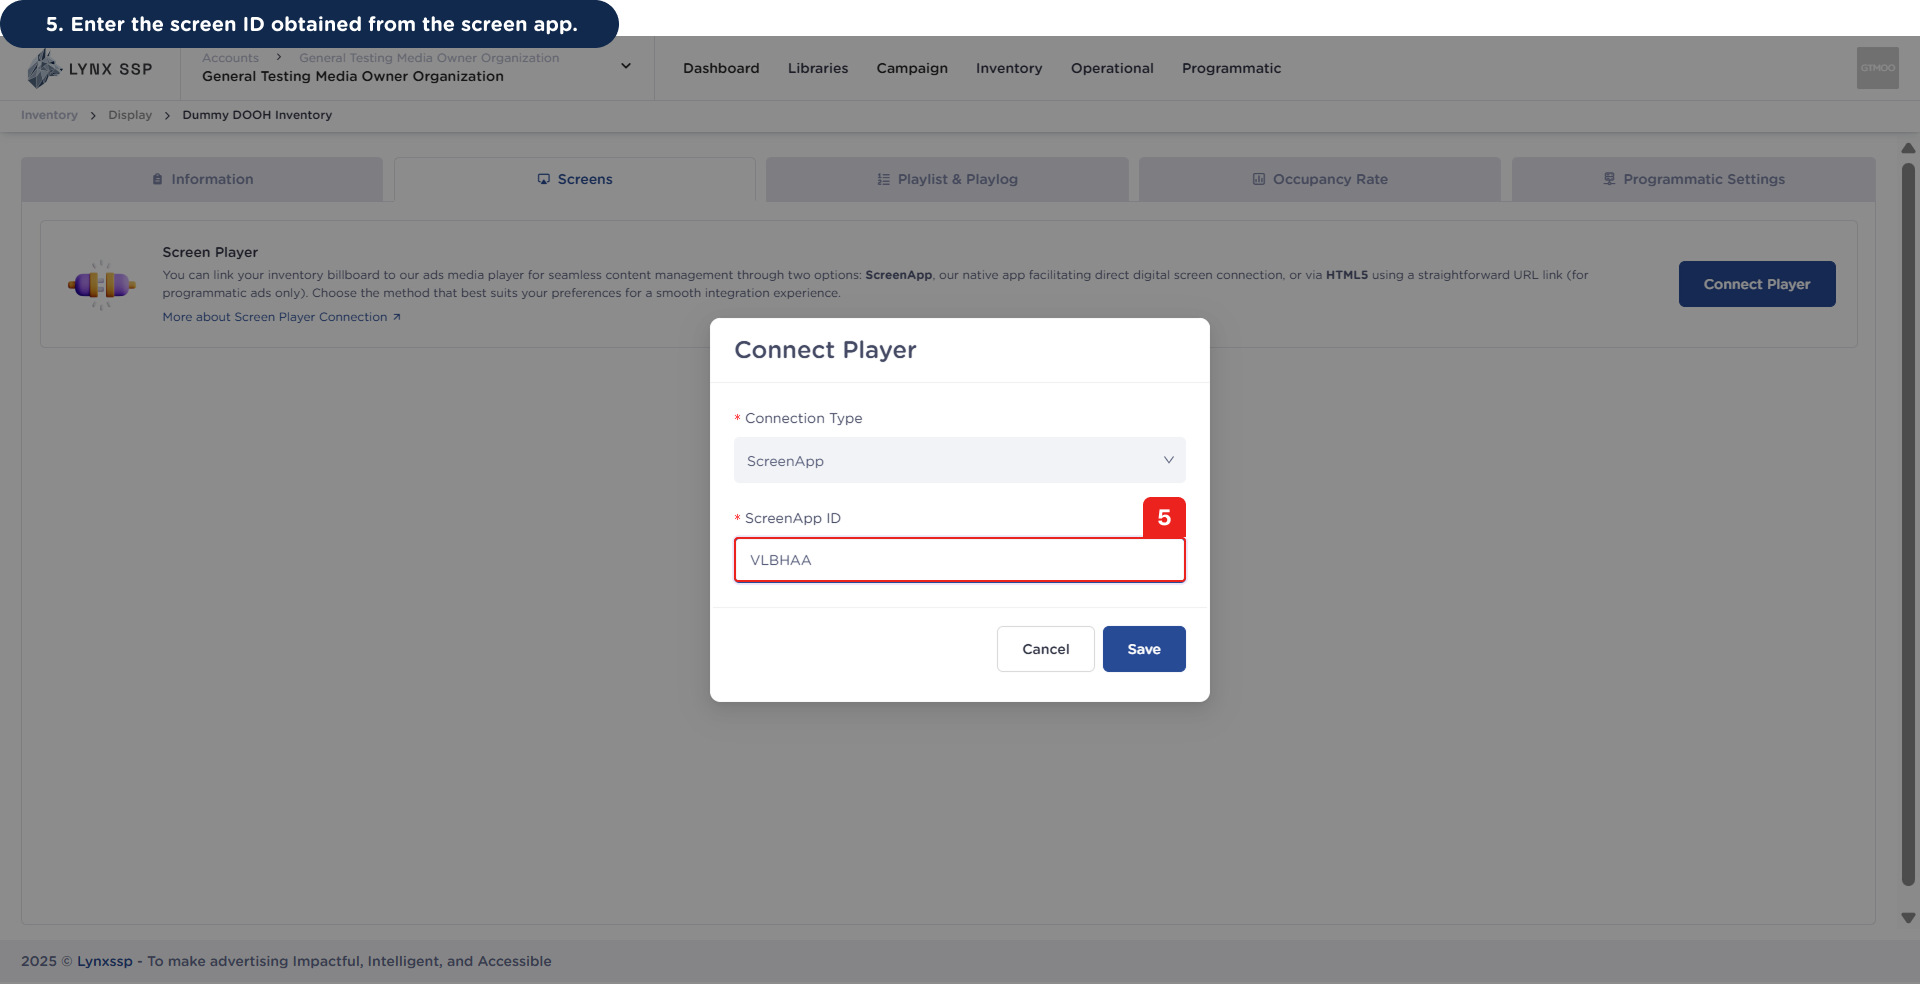 5. Enter the screen ID obtained from the screen app.
LYNX SSP
Accounts > General Testing Media Owner Organization
General Testing Media Owner Organization
Dashboard Libraries Campaign Inventory Operational Programmatic
GTMOO
Inventory > Display > Dummy DOOH Inventory
Information
Screens
Playlist & Playlog
Occupancy Rate
Programmatic Settings
Screen Player
You can link your inventory billboard to our ads media player for seamless content management through two options: ScreenApp, our native app facilitating direct digital screen connection, or via HTML5 using a straightforward URL link (for
programmatic ads only). Choose the method that best suits your preferences for a smooth integration experience.
More about Screen Player Connection
Connect Player
Connect Player
* Connection Type
ScreenApp
* ScreenApp ID
5
VLBHAA
Cancel
Save
2025 © Lynxssp - To make advertising Impactful, Intelligent, and Accessible